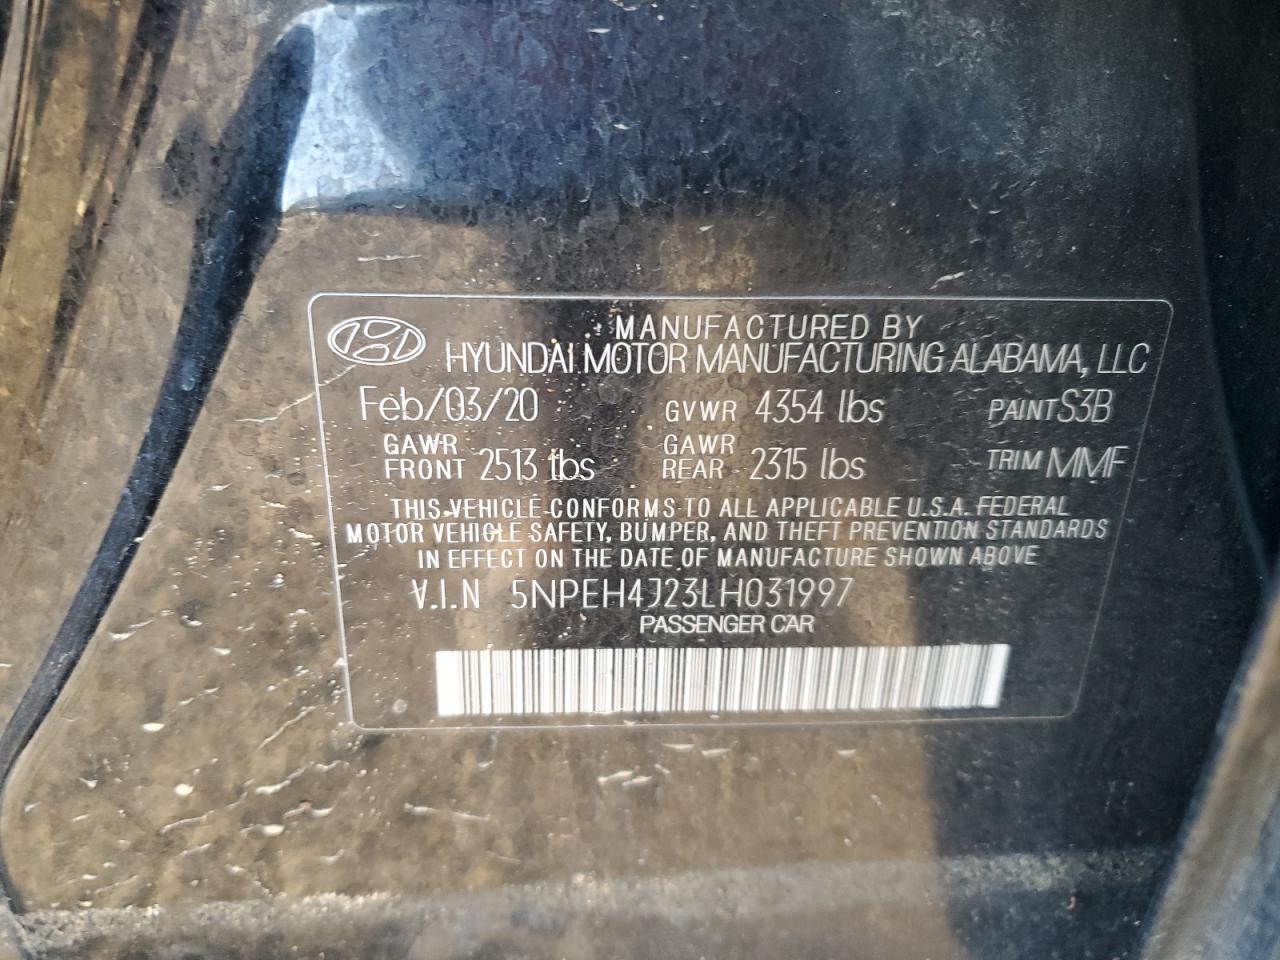 MANUFACTURED BY
HYUNDAI MOTOR MANUFACTURING ALABAMA, LLC
Feb/03/20 GVWR 4354 lbs PAINT S3B
GAWR FRONT 2513 lbs GAWR REAR 2315 lbs TRIM MMF
THIS VEHICLE CONFORMS TO ALL APPLICABLE U.S.A. FEDERAL
MOTOR VEHICLE SAFETY, BUMPER, AND THEFT PREVENTION STANDARDS
IN EFFECT ON THE DATE OF MANUFACTURE SHOWN ABOVE
V.I.N 5NPEH4J23LH031997
PASSENGER CAR